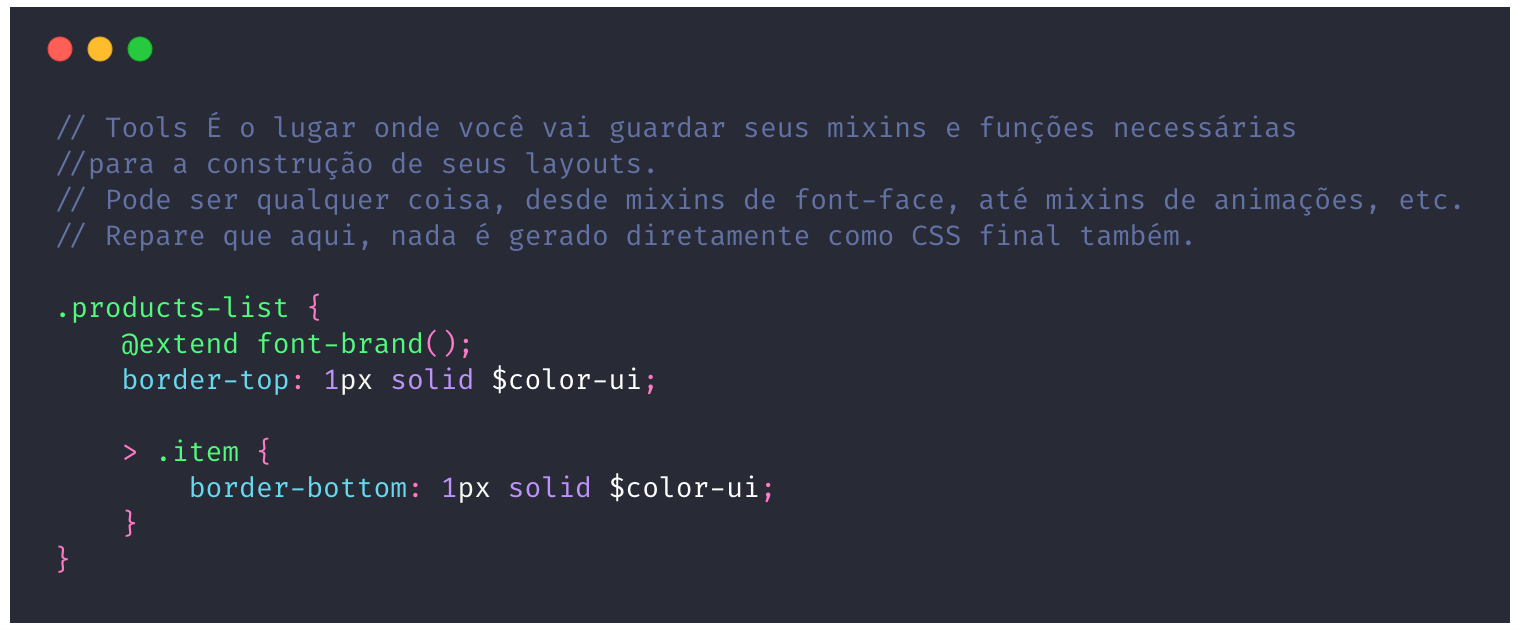 // Tools É o lugar onde você vai guardar seus mixins e funções necessárias
//para a construção de seus layouts.
// Pode ser qualquer coisa, desde mixins de font-face, até mixins de animações, etc.
// Repare que aqui, nada é gerado diretamente como CSS final também.

.products-list {
    @extend font-brand();
    border-top: 1px solid $color-ui;

    > .item {
        border-bottom: 1px solid $color-ui;
    }
}